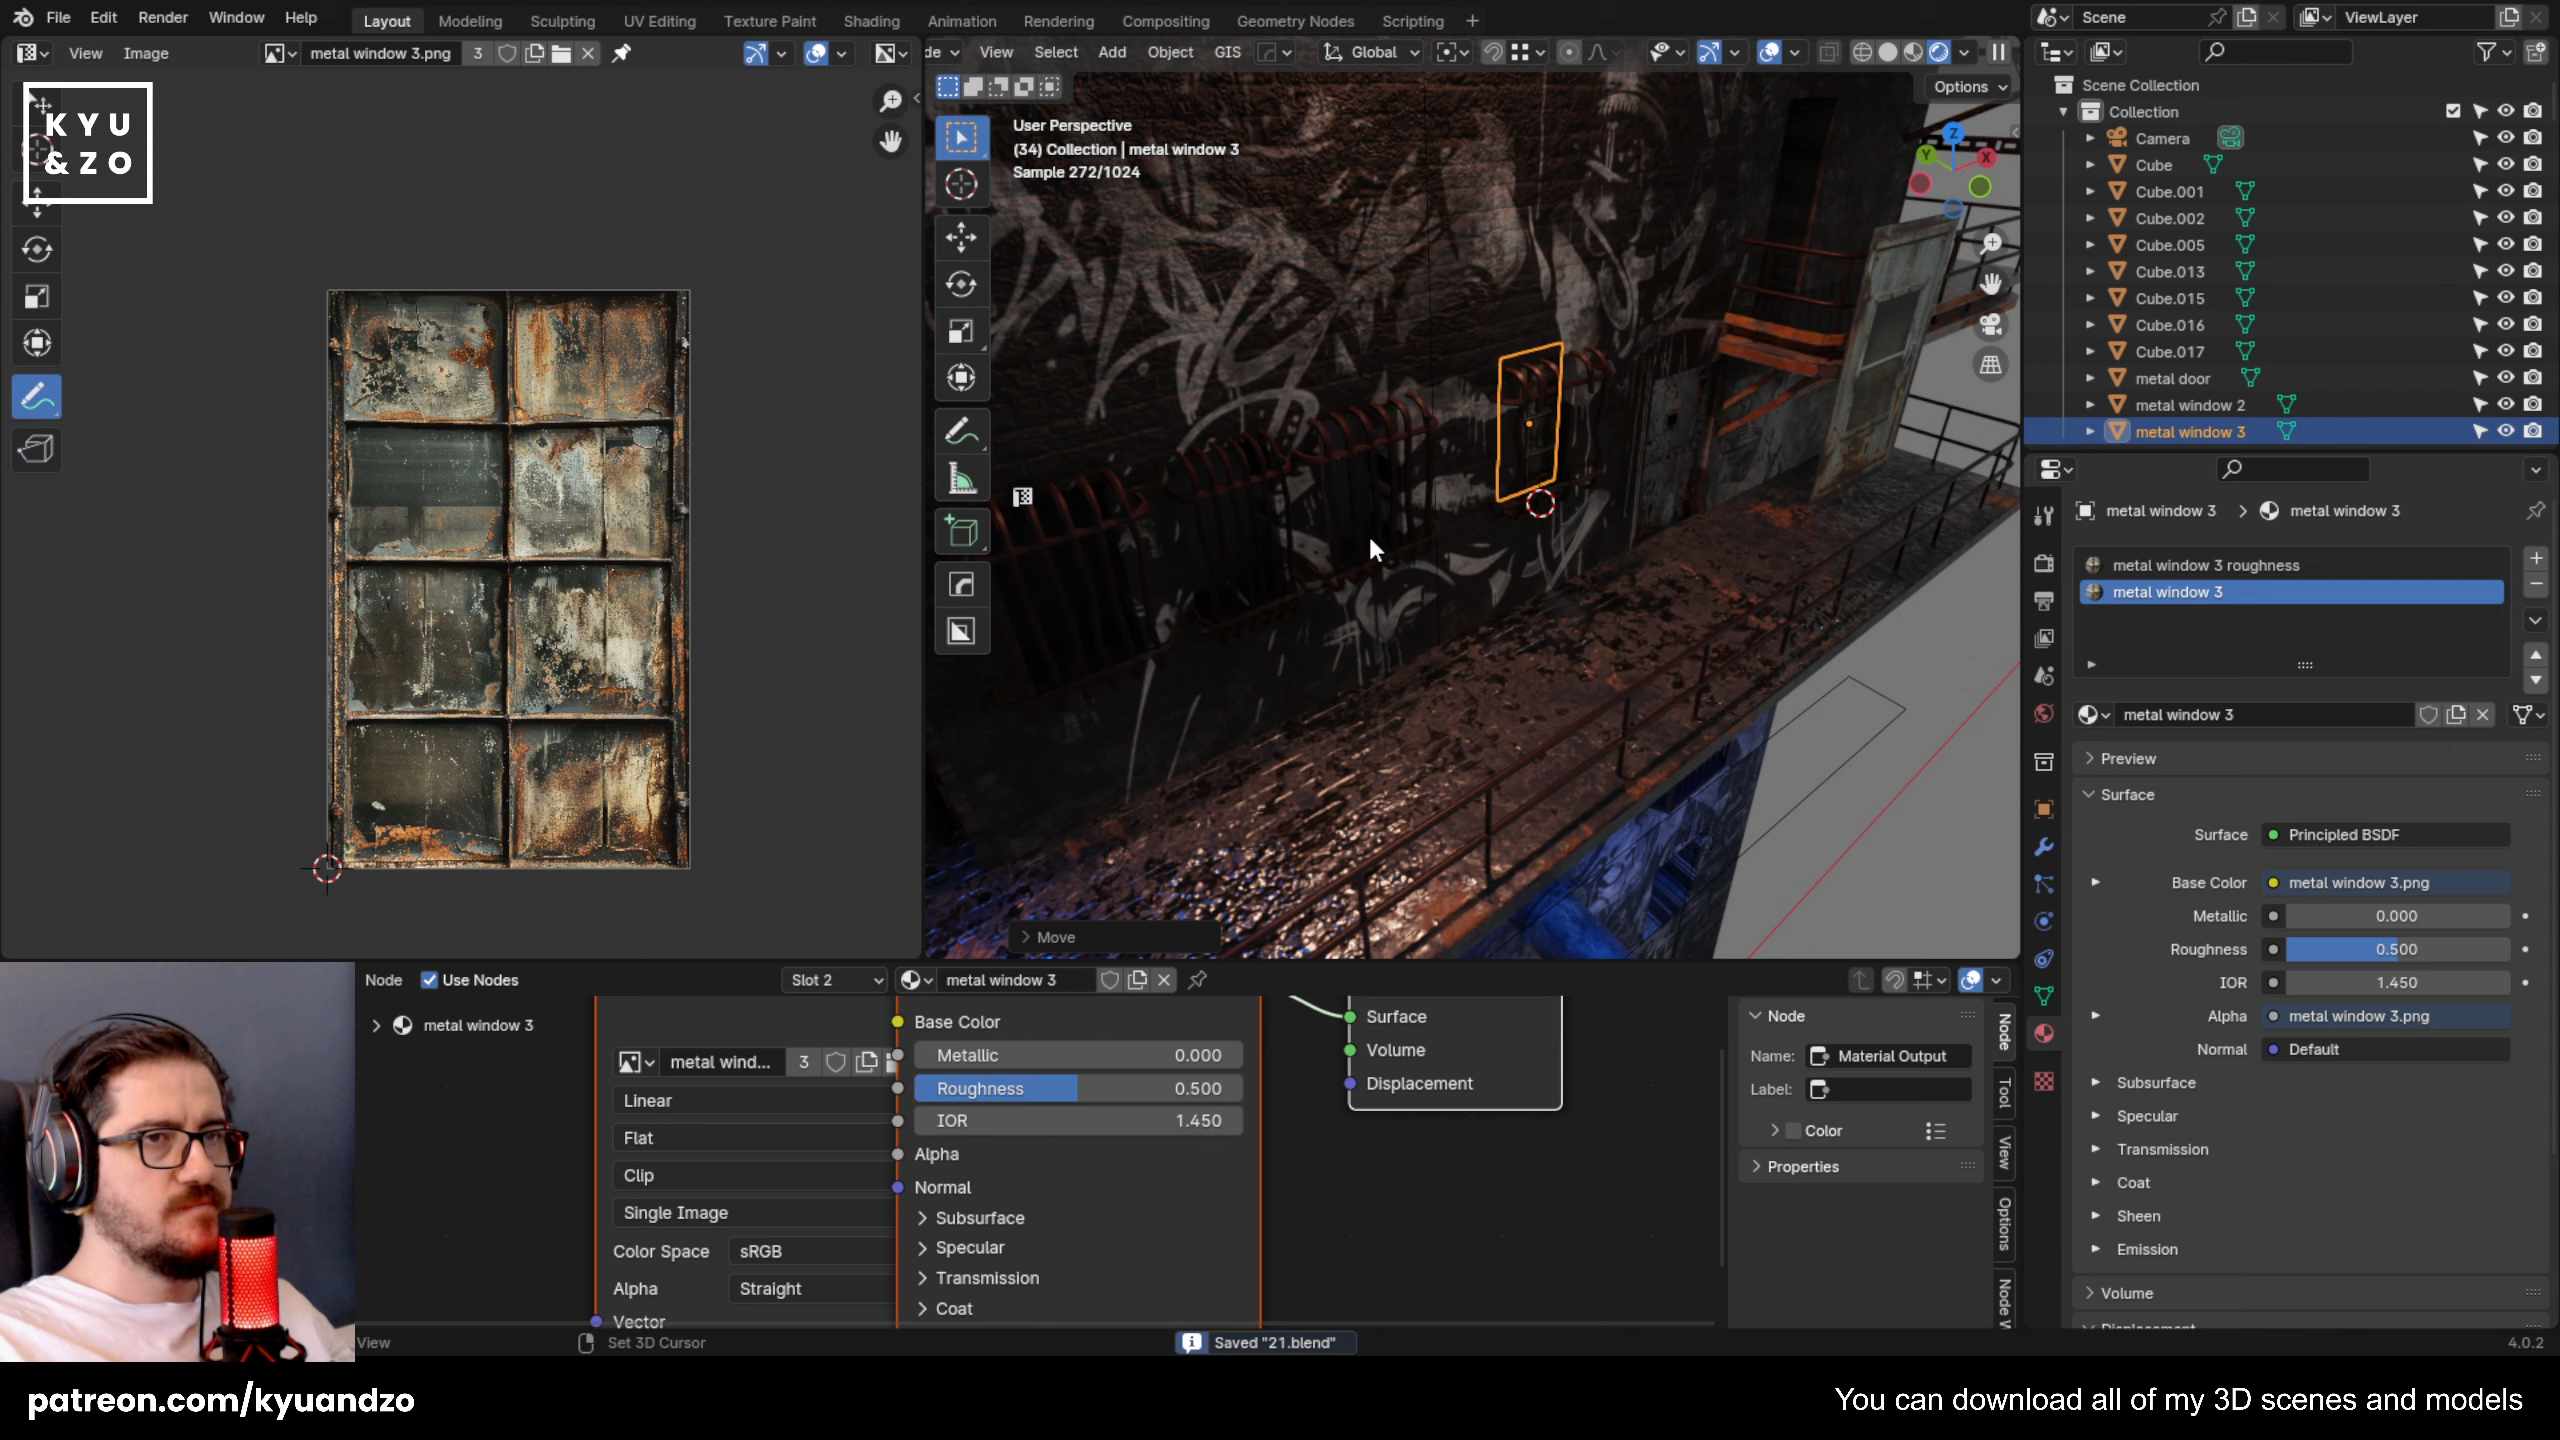 File Edit Render Window Help
Layout Modeling Sculpting UV Editing Texture Paint Shading Animation Rendering Compositing Geometry Nodes Scripting +
Scene
ViewLayer
View Image
metal window 3.png 3
de View Select Add Object GIS
Global
Options
KYU
&ZO
User Perspective
(34) Collection | metal window 3
Sample 272/1024
Z
Y
X
Move
Scene Collection
Collection
Camera
Cube
Cube.001
Cube.002
Cube.005
Cube.013
Cube.015
Cube.016
Cube.017
metal door
metal window 2
metal window 3
metal window 3 > metal window 3
metal window 3 roughness
metal window 3
metal window 3
Preview
Surface
Surface Principled BSDF
Base Color metal window 3.png
Metallic 0.000
Roughness 0.500
IOR 1.450
Alpha metal window 3.png
Normal Default
Subsurface
Specular
Transmission
Coat
Sheen
Emission
Volume
Node Use Nodes
Slot 2
metal window 3
metal window 3
metal wind... 3
Linear
Flat
Clip
Single Image
Color Space sRGB
Alpha Straight
Vector
Base Color
Metallic 0.000
Roughness 0.500
IOR 1.450
Alpha
Normal
Subsurface
Specular
Transmission
Coat
Surface
Volume
Displacement
Node
Name: Material Output
Label:
Color
Properties
Node
Tool
View
Options
Node W
View
Set 3D Cursor
Saved "21.blend"
4.0.2
patreon.com/kyuandzo
You can download all of my 3D scenes and models